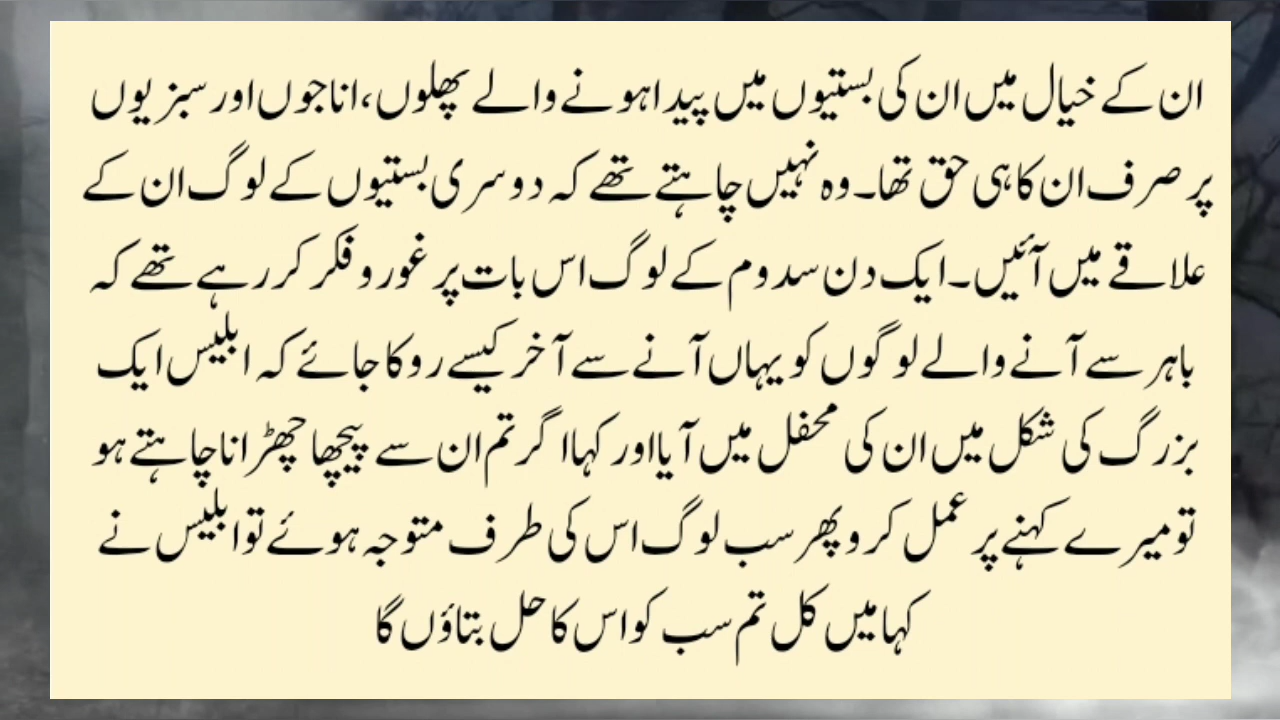 ان کے خیال میں ان کی بستیوں میں پیدا ہونے والے پھلوں، اناجوں اور سبزیوں
پر صرف ان کا ہی حق تھا۔ وہ نہیں چاہتے تھے کہ دوسری بستیوں کے لوگ ان کے
علاقے میں آئیں۔ ایک دن سدوم کے لوگ اس بات پر غور و فکر کر رہے تھے کہ
باہر سے آنے والے لوگوں کو یہاں آنے سے آخر کیسے روکا جائے کہ ابلیس ایک
بزرگ کی شکل میں ان کی محفل میں آیا اور کہا اگر تم ان سے پیچھا چھڑانا چاہتے ہو
تو میرے کہنے پر عمل کرو پھر سب لوگ اس کی طرف متوجہ ہوئے تو ابلیس نے
کہا میں کل تم سب کو اس کا حل بتاؤں گا